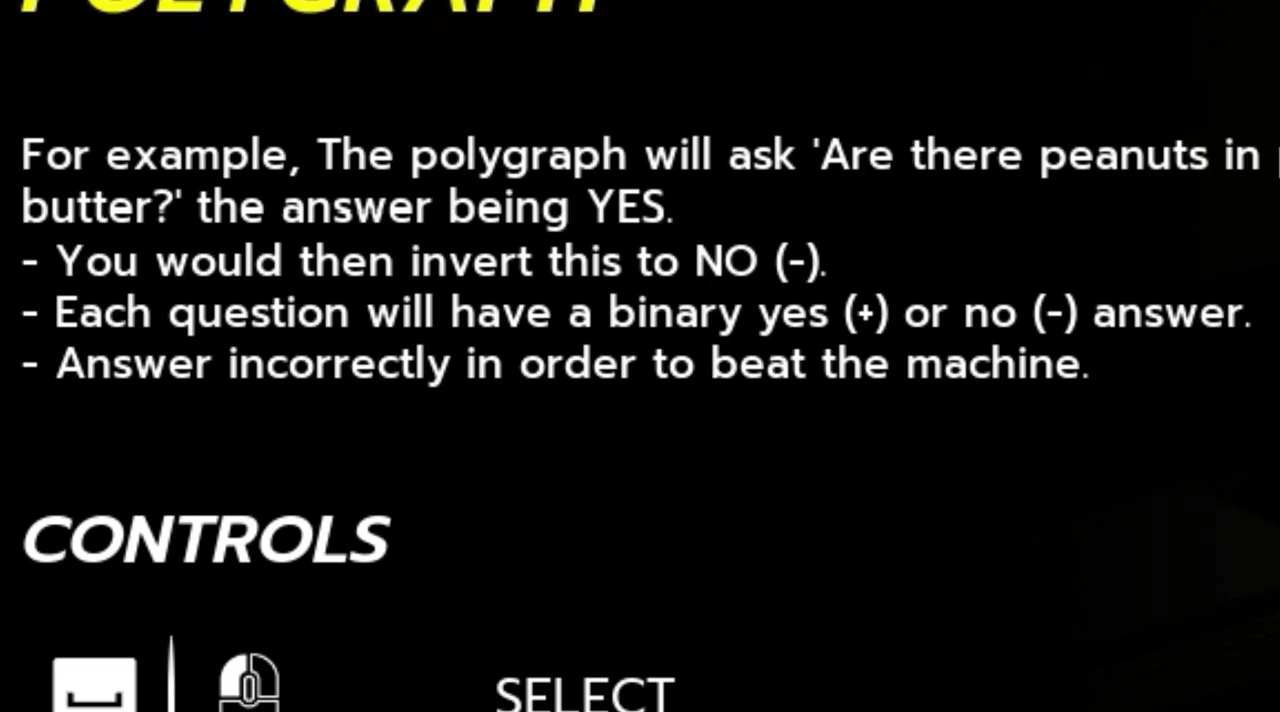 POLYGRAPH
For example, The polygraph will ask 'Are there peanuts in
butter?' the answer being YES.
- You would then invert this to NO (-).
- Each question will have a binary yes (+) or no (-) answer.
- Answer incorrectly in order to beat the machine.
CONTROLS
SELECT